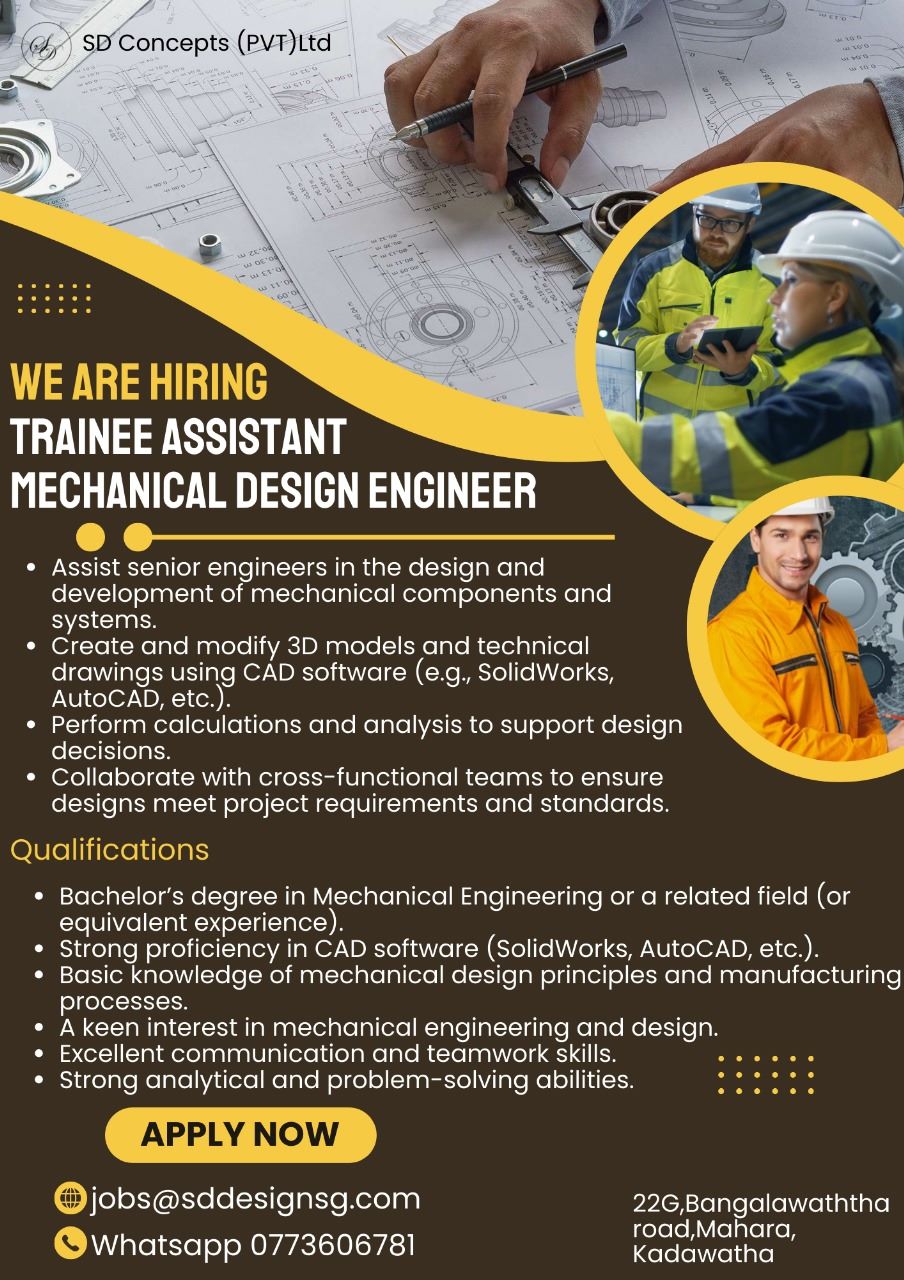 SD Concepts (PVT)Ltd
WE ARE HIRING
TRAINEE ASSISTANT
MECHANICAL DESIGN ENGINEER
• Assist senior engineers in the design and
development of mechanical components and
systems.
• Create and modify 3D models and technical
drawings using CAD software (e.g., SolidWorks,
AutoCAD, etc.).
• Perform calculations and analysis to support design
decisions.
• Collaborate with cross-functional teams to ensure
designs meet project requirements and standards.
Qualifications
• Bachelor’s degree in Mechanical Engineering or a related field (or
equivalent experience).
• Strong proficiency in CAD software (SolidWorks, AutoCAD, etc.).
• Basic knowledge of mechanical design principles and manufacturing
processes.
• A keen interest in mechanical engineering and design.
• Excellent communication and teamwork skills.
• Strong analytical and problem-solving abilities.
APPLY NOW
jobs@sddesignsg.com
Whatsapp 0773606781
22G,Bangalawaththa
road,Mahara,
Kadawatha